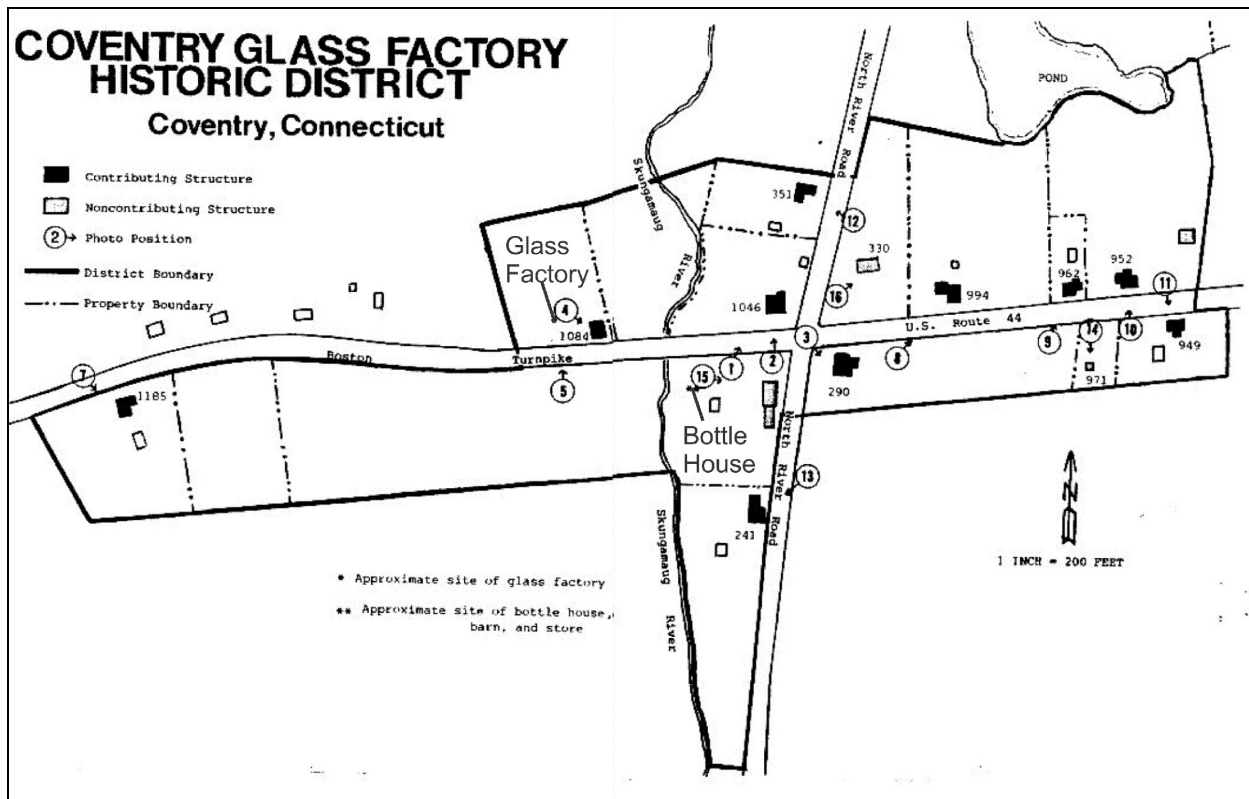 COVENTRY GLASS FACTORY
HISTORIC DISTRICT
Coventry, Connecticut
Contributing Structure
Noncontributing Structure
2 Photo Position
District Boundary
Property Boundary
North River Road
POND
Skungamaug
River
351
12
330
Glass
Factory
16
952
962
11
994
4
1046
1084
3
U.S. Route 44
14
10
9
8
949
Boston
Turnpike
1
2
5
7
15
290
971
1185
Bottle
House
North River Road
13
241
Skungamaug
River
1 INCH = 200 FEET
* Approximate site of glass factory
** Approximate site of bottle house,
barn, and store
N